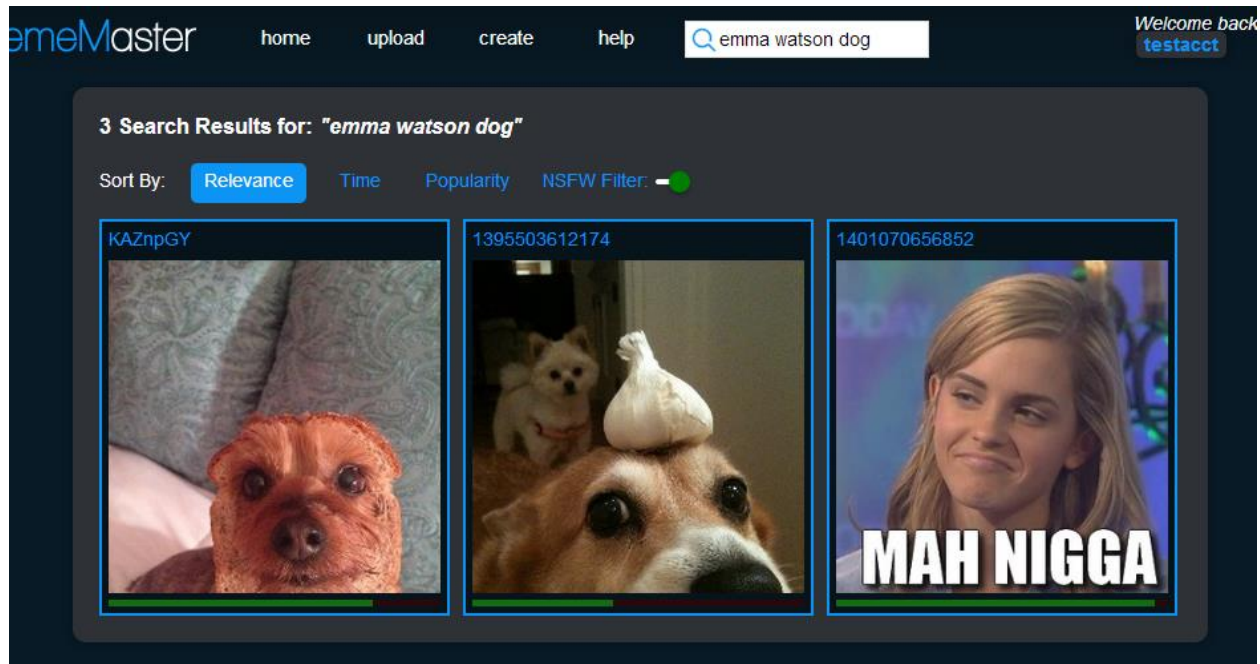 emeMaster home upload create help emma watson dog Welcome back
testacct
3 Search Results for: "emma watson dog"
Sort By: Relevance Time Popularity NSFW Filter:
KAZnpGY 1395503612174 1401070656852
TODAY
MAH NIGGA